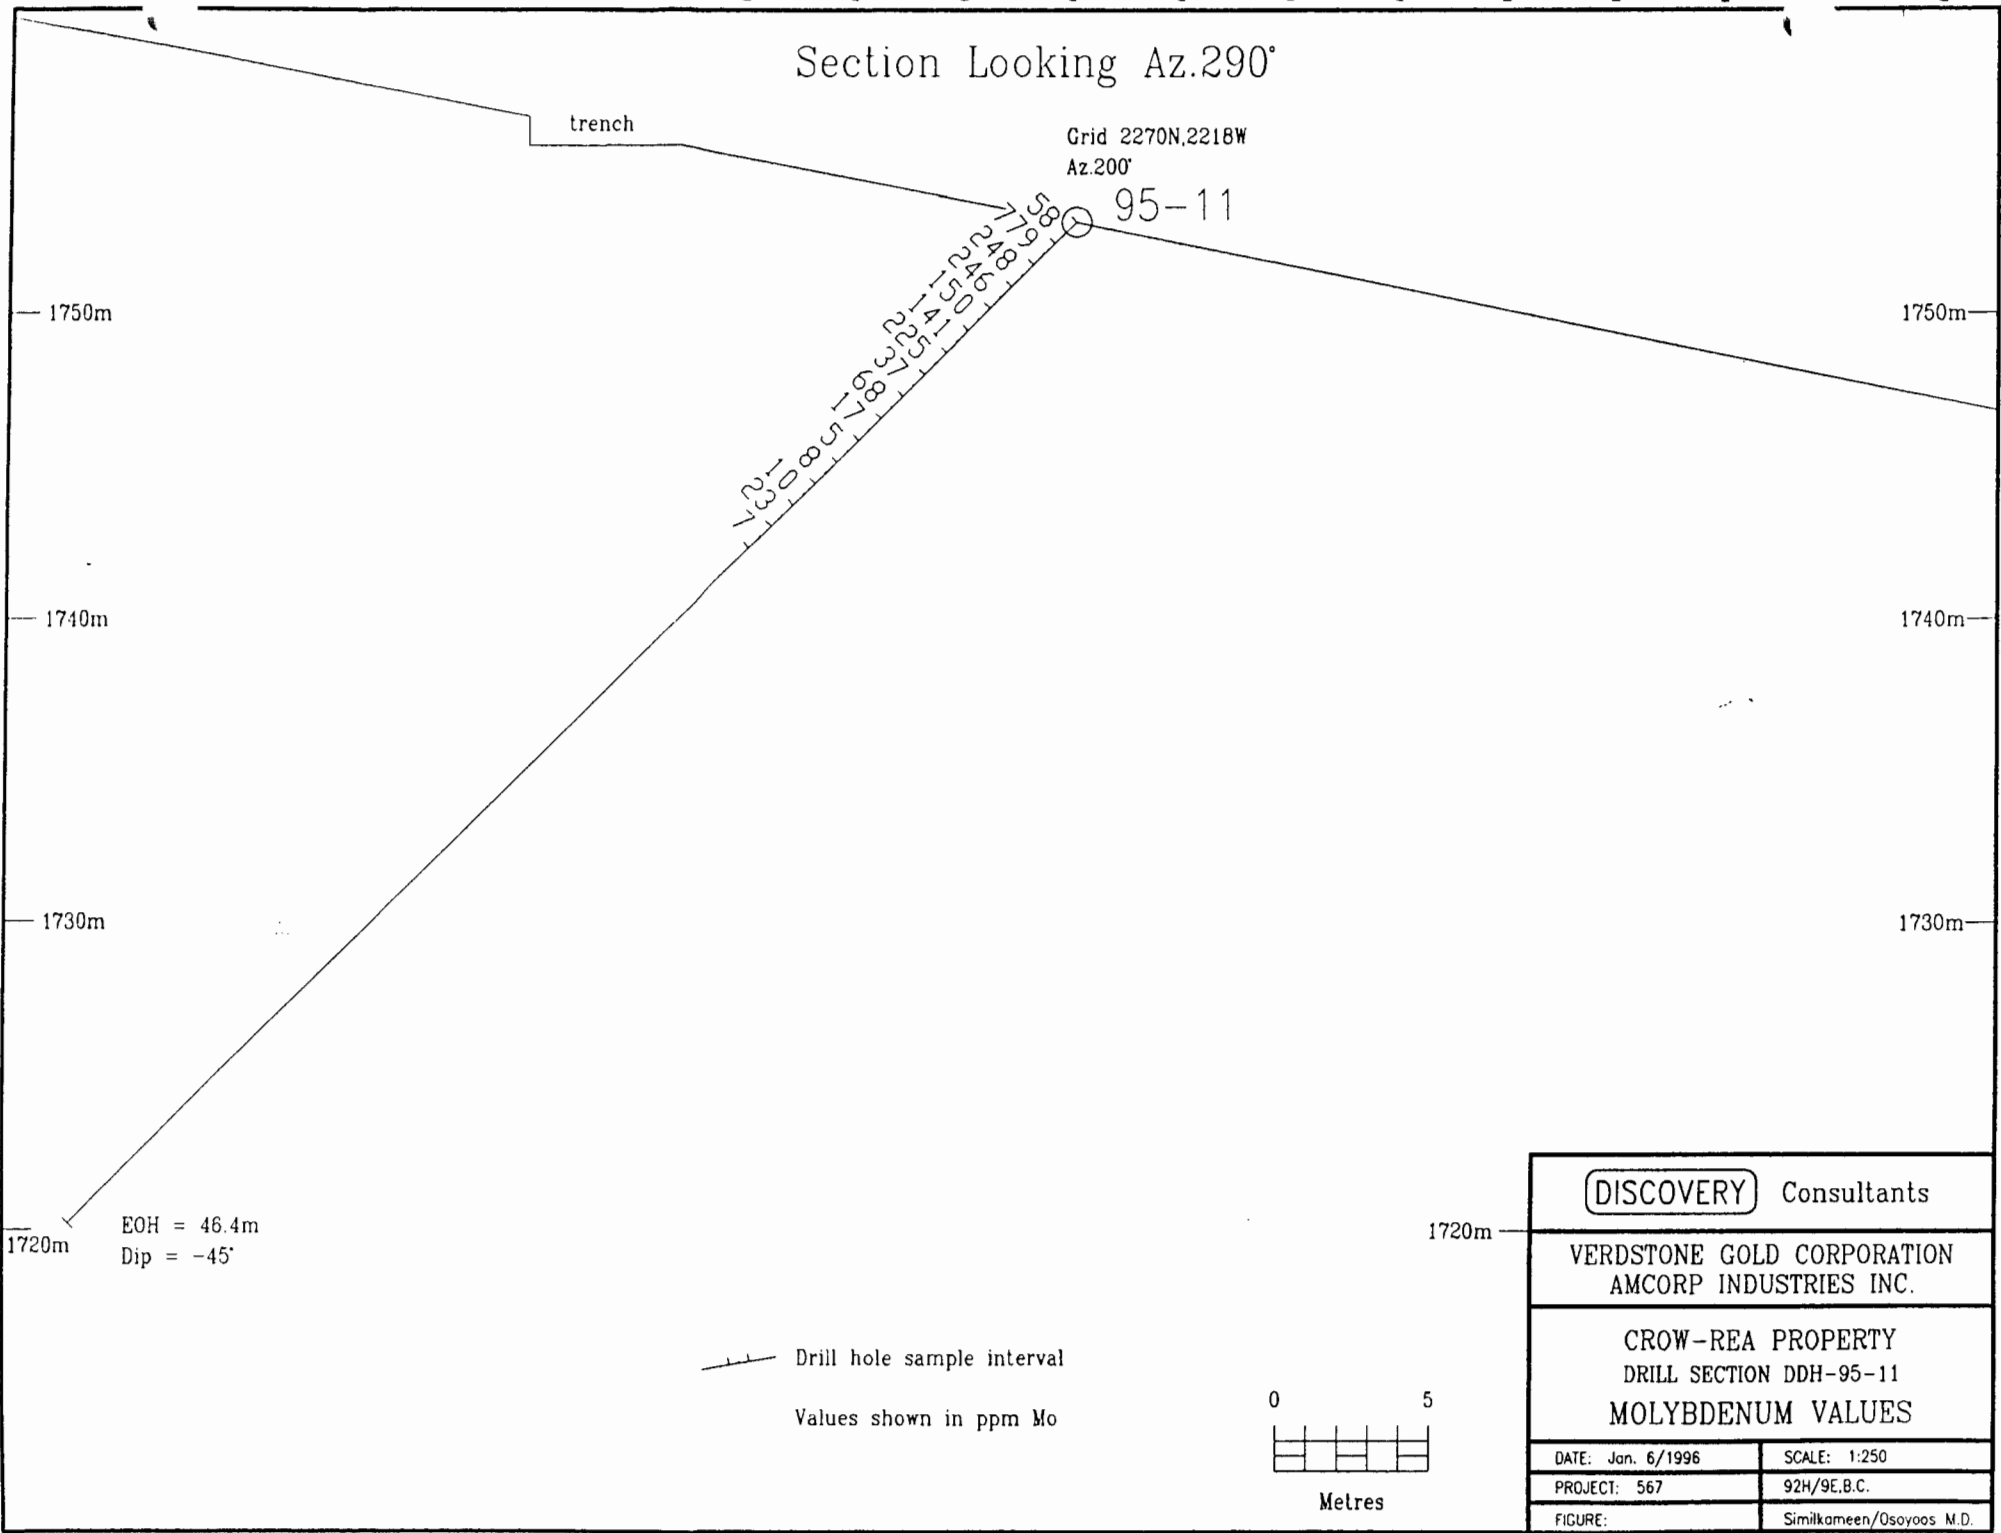 Section Looking Az.290°
trench
Grid 2270N,2218W
Az.200°
95-11
58
779
248
246
150
141
225
37
68
17
5
8
10
23
7
1750m
1750m
1740m
1740m
1730m
1730m
1720m
1720m
EOH = 46.4m
Dip = -45°
Drill hole sample interval
Values shown in ppm Mo
0 5
Metres
DISCOVERY Consultants
VERDSTONE GOLD CORPORATION
AMCORP INDUSTRIES INC.
CROW-REA PROPERTY
DRILL SECTION DDH-95-11
MOLYBDENUM VALUES
DATE: Jan. 6/1996
SCALE: 1:250
PROJECT: 567
92H/9E,B.C.
FIGURE:
Similkameen/Osoyoos M.D.